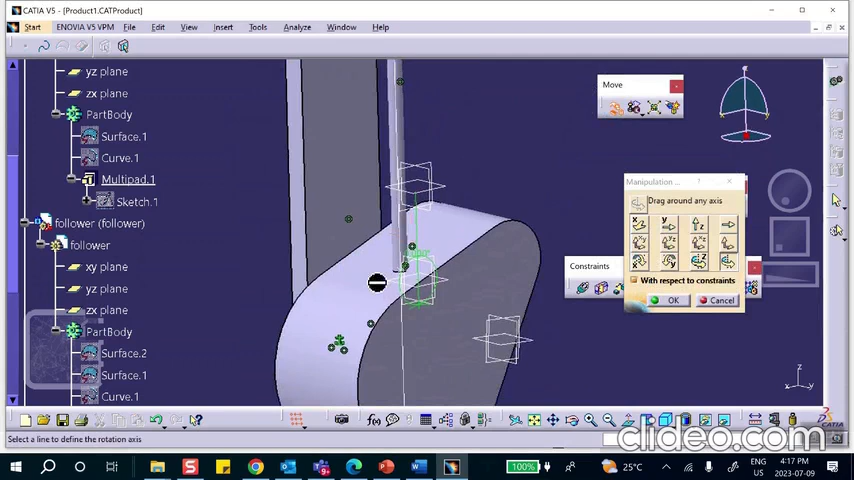 CATIA V5 - [Product1.CATProduct]
Start ENOVIA V5 VPM File Edit View Insert Tools Analyze Window Help
yz plane
zx plane
PartBody
Surface.1
Curve.1
Multipad.1
Sketch.1
follower (follower)
follower
xy plane
yz plane
zx plane
PartBody
Surface.2
Surface.1
Curve.1
Move
Manipulation ...
Drag around any axis
With respect to constraints
OK Cancel
Constraints
z
x y
Select a line to define the rotation axis
clideo.com
100% 25°C ENG US 4:17 PM 2023-07-09